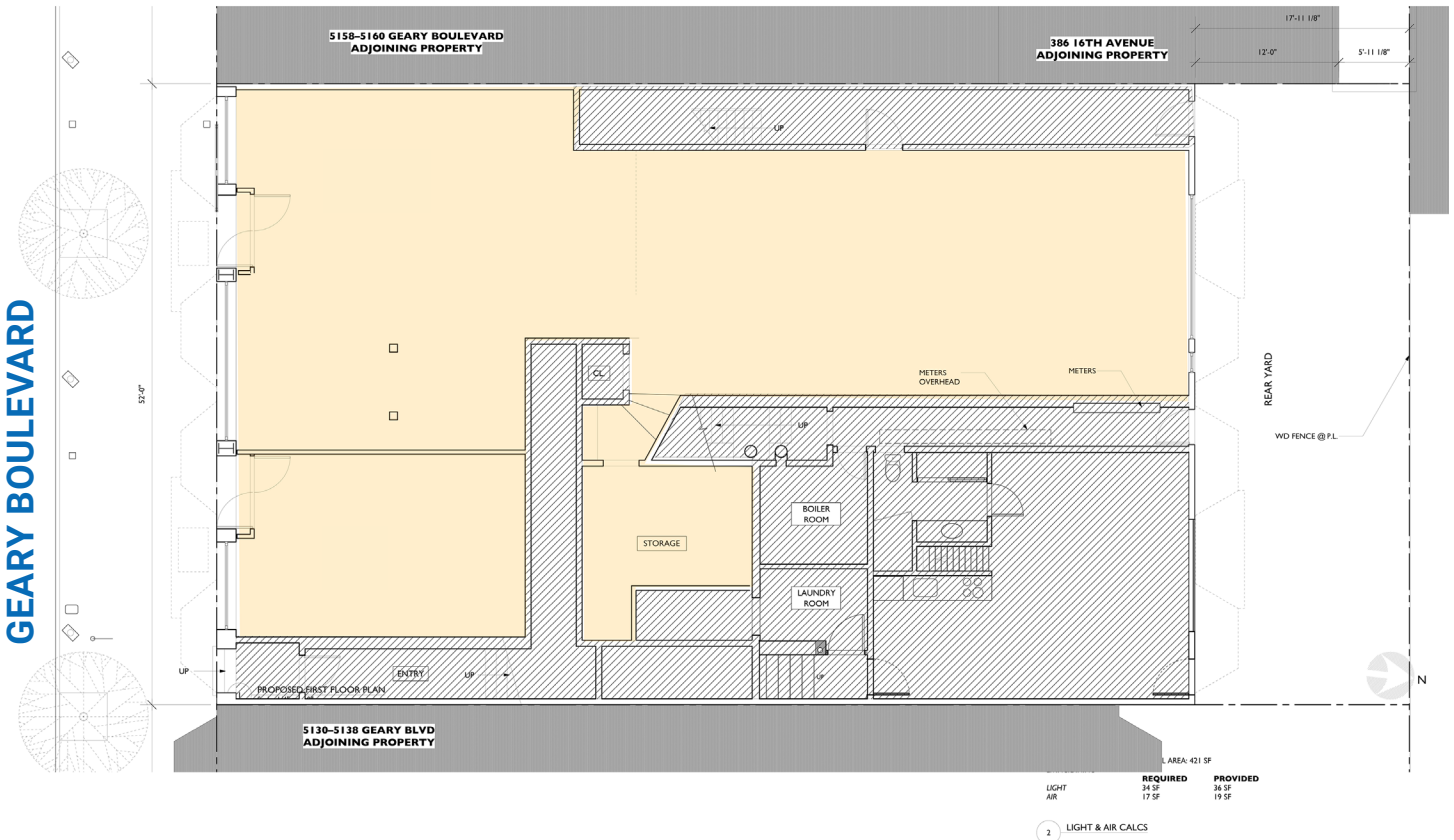 17'-11 1/8"
5158–5160 GEARY BOULEVARD
ADJOINING PROPERTY
386 16TH AVENUE
ADJOINING PROPERTY
12'-0"
5'-11 1/8"
UP
GEARY BOULEVARD
52'-0"
CL
METERS
OVERHEAD
METERS
REAR YARD
UP
WD FENCE @ P.L.
BOILER
ROOM
STORAGE
LAUNDRY
ROOM
UP
ENTRY
UP
UP
N
PROPOSED FIRST FLOOR PLAN
5130–5138 GEARY BLVD
ADJOINING PROPERTY
AREA: 421 SF
REQUIRED PROVIDED
LIGHT 34 SF 36 SF
AIR 17 SF 19 SF
2 LIGHT & AIR CALCS